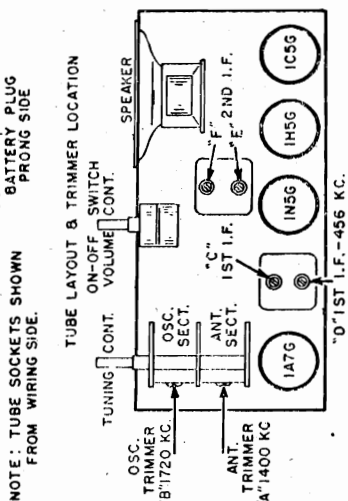 NOTE: TUBE SOCKETS SHOWN
FROM WIRING SIDE.
BATTERY PLUG
PRONG SIDE
TUBE LAYOUT & TRIMMER LOCATION
TUNING CONT.
ON-OFF SWITCH
VOLUME CONT.
SPEAKER
OSC.
TRIMMER
B"1720 KC.
OSC.
SECT.
ANT.
TRIMMER
A"1400 KC
ANT.
SECT.
"C"
1ST I.F.
"F"
"E"
2ND I.F.
1A7G
1N5G
1H5G
1C5G
"D" 1ST I.F.-456 KC.